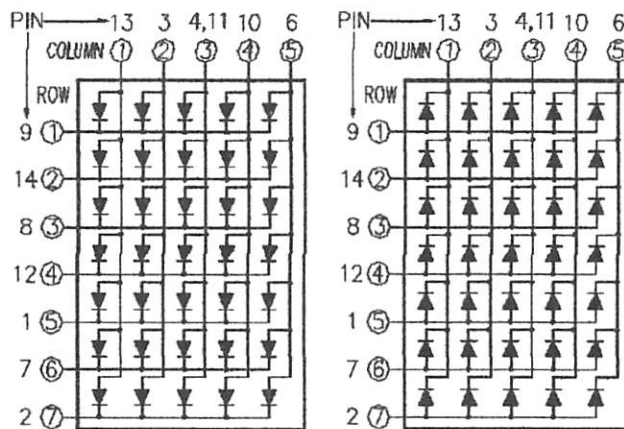 PIN 13 3 4,11 10 6
COLUMN ① ② ③ ④ ⑤
ROW
9 ①
14 ②
8 ③
12 ④
1 ⑤
7 ⑥
2 ⑦
PIN 13 3 4,11 10 6
COLUMN ① ② ③ ④ ⑤
ROW
9 ①
14 ②
8 ③
12 ④
1 ⑤
7 ⑥
2 ⑦